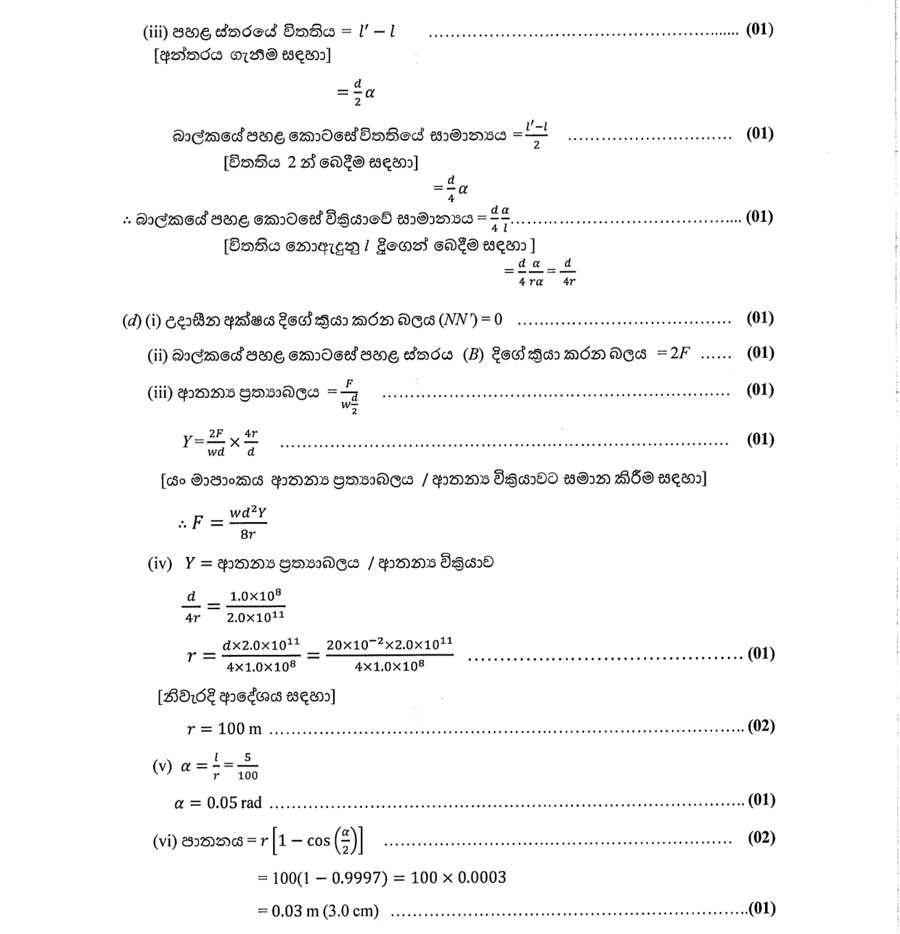 (iii) පහළ ස්තරයේ විතතිය = l′ − l ................................................... (01)
[අන්තරය ගැනීම සඳහා]
= d/2 α
බාල්කයේ පහළ කොටසේ විතතියේ සාමාන්‍යය = (l′−l)/2 ............................. (01)
[විතතිය 2 න් බෙදීම සඳහා]
= d/4 α
∴ බාල්කයේ පහළ කොටසේ වික්‍රියාවේ සාමාන්‍යය = d/4 α/l ........................................ (01)
[විතතිය නොඇදුනු l දිගෙන් බෙදීම සඳහා ]
= d/4 α/rα = d/4r
(d) (i) උදාසීන අක්ෂය දිගේ ක්‍රියා කරන බලය (NN′) = 0 ..................................... (01)
(ii) බාල්කයේ පහළ කොටසේ පහළ ස්තරය (B) දිගේ ක්‍රියා කරන බලය = 2F ...... (01)
(iii) ආතන්‍ය ප්‍රත්‍යාබලය = F/(w d/2) ............................................................ (01)
Y = 2F/wd × 4r/d ............................................................................. (01)
[යං මාපාංකය ආතන්‍ය ප්‍රත්‍යාබලය / ආතන්‍ය වික්‍රියාවට සමාන කිරීම සඳහා]
∴ F = wd²Y/8r
(iv) Y = ආතන්‍ය ප්‍රත්‍යාබලය / ආතන්‍ය වික්‍රියාව
d/4r = 1.0×10⁸/2.0×10¹¹
r = d×2.0×10¹¹/4×1.0×10⁸ = 20×10⁻²×2.0×10¹¹/4×1.0×10⁸ ............................................. (01)
[නිවැරදි ආදේශය සඳහා]
r = 100 m ................................................................................. (02)
(v) α = l/r = 5/100
α = 0.05 rad ................................................................................. (01)
(vi) පාතනය = r [1 − cos (α/2)] ............................................................ (02)
= 100(1 − 0.9997) = 100 × 0.0003
= 0.03 m (3.0 cm) .............................................................(01)